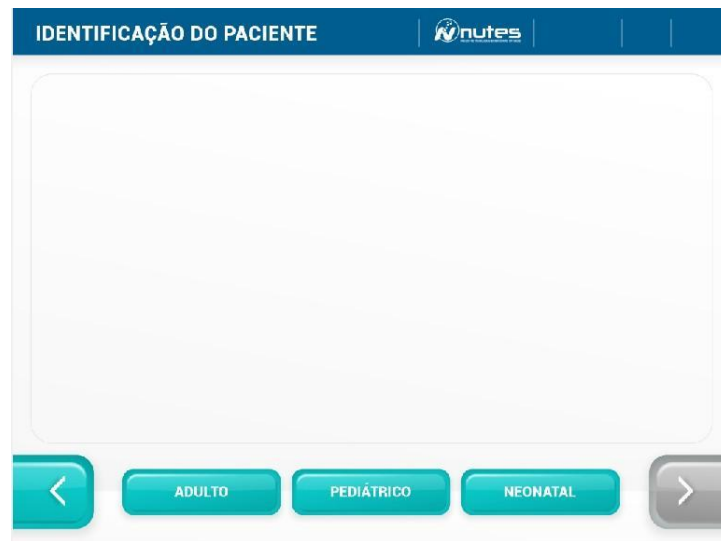 IDENTIFICAÇÃO DO PACIENTE
nutes
ADULTO
PEDIÁTRICO
NEONATAL